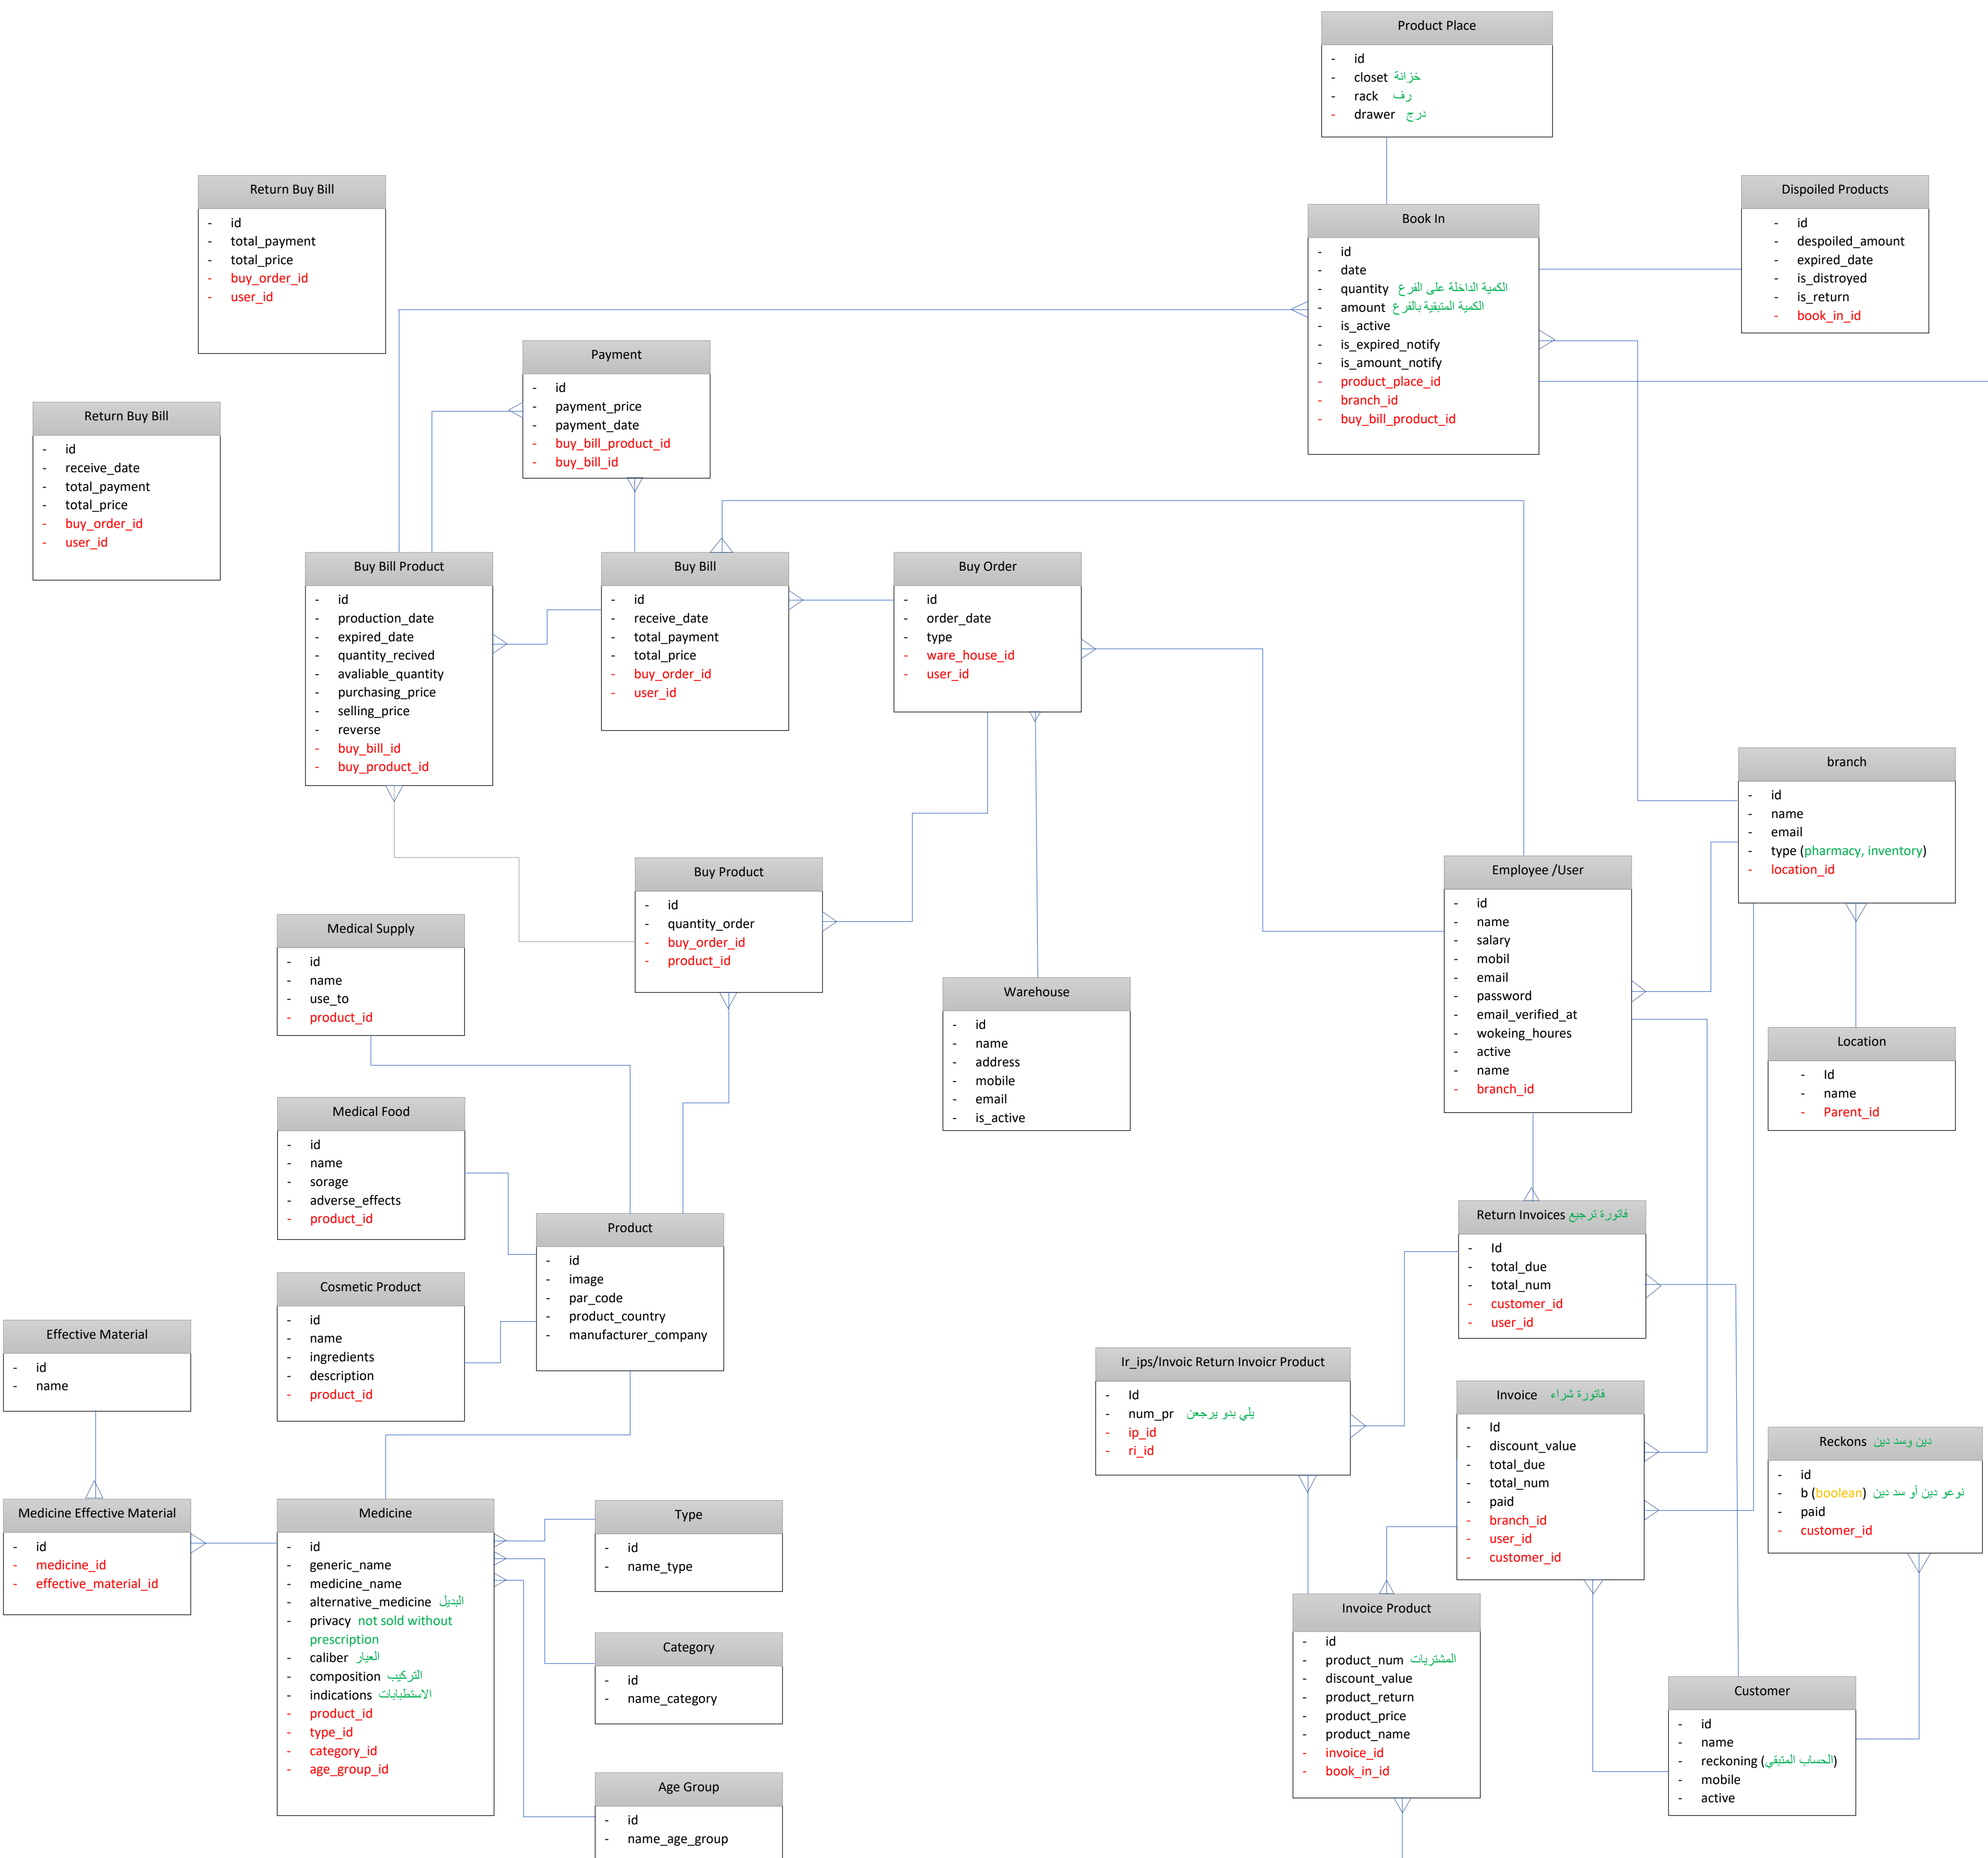 Product Place
- id
- closet خزانة
- rack رف
- drawer درج
Return Buy Bill
- id
- total_payment
- total_price
- buy_order_id
- user_id
Dispoiled Products
- id
- despoiled_amount
- expired_date
- is_distroyed
- is_return
- book_in_id
Book In
- id
- date
- quantity الكمية الداخلة على الفرع
- amount الكمية المتبقية بالفرع
- is_active
- is_expired_notify
- is_amount_notify
- product_place_id
- branch_id
- buy_bill_product_id
Payment
- id
- payment_price
- payment_date
- buy_bill_product_id
- buy_bill_id
Return Buy Bill
- id
- receive_date
- total_payment
- total_price
- buy_order_id
- user_id
Buy Bill Product
- id
- production_date
- expired_date
- quantity_recived
- avaliable_quantity
- purchasing_price
- selling_price
- reverse
- buy_bill_id
- buy_product_id
Buy Bill
- id
- receive_date
- total_payment
- total_price
- buy_order_id
- user_id
Buy Order
- id
- order_date
- type
- ware_house_id
- user_id
branch
- id
- name
- email
- type (pharmacy, inventory)
- location_id
Buy Product
- id
- quantity_order
- buy_order_id
- product_id
Employee /User
- id
- name
- salary
- mobil
- email
- password
- email_verified_at
- wokeing_houres
- active
- name
- branch_id
Medical Supply
- id
- name
- use_to
- product_id
Warehouse
- id
- name
- address
- mobile
- email
- is_active
Location
- Id
- name
- Parent_id
Medical Food
- id
- name
- sorage
- adverse_effects
- product_id
Product
- id
- image
- par_code
- product_country
- manufacturer_company
Return Invoices فاتورة ترجيع
- Id
- total_due
- total_num
- customer_id
- user_id
Cosmetic Product
- id
- name
- ingredients
- description
- product_id
Effective Material
- id
- name
Ir_ips/Invoic Return Invoicr Product
- Id
- num_pr يلي بدو يرجعن
- ip_id
- ri_id
Invoice فاتورة شراء
- Id
- discount_value
- total_due
- total_num
- paid
- branch_id
- user_id
- customer_id
Reckons دين وسد دين
- id
- b (boolean) نوعو دين أو سد دين
- paid
- customer_id
Medicine Effective Material
- id
- medicine_id
- effective_material_id
Medicine
- id
- generic_name
- medicine_name
- alternative_medicine البديل
- privacy not sold without
prescription
- caliber العيار
- composition التركيب
- indications الاستطبابات
- product_id
- type_id
- category_id
- age_group_id
Type
- id
- name_type
Category
- id
- name_category
Age Group
- id
- name_age_group
Invoice Product
- id
- product_num المشتريات
- discount_value
- product_return
- product_price
- product_name
- invoice_id
- book_in_id
Customer
- id
- name
- reckoning (الحساب المتبقي)
- mobile
- active